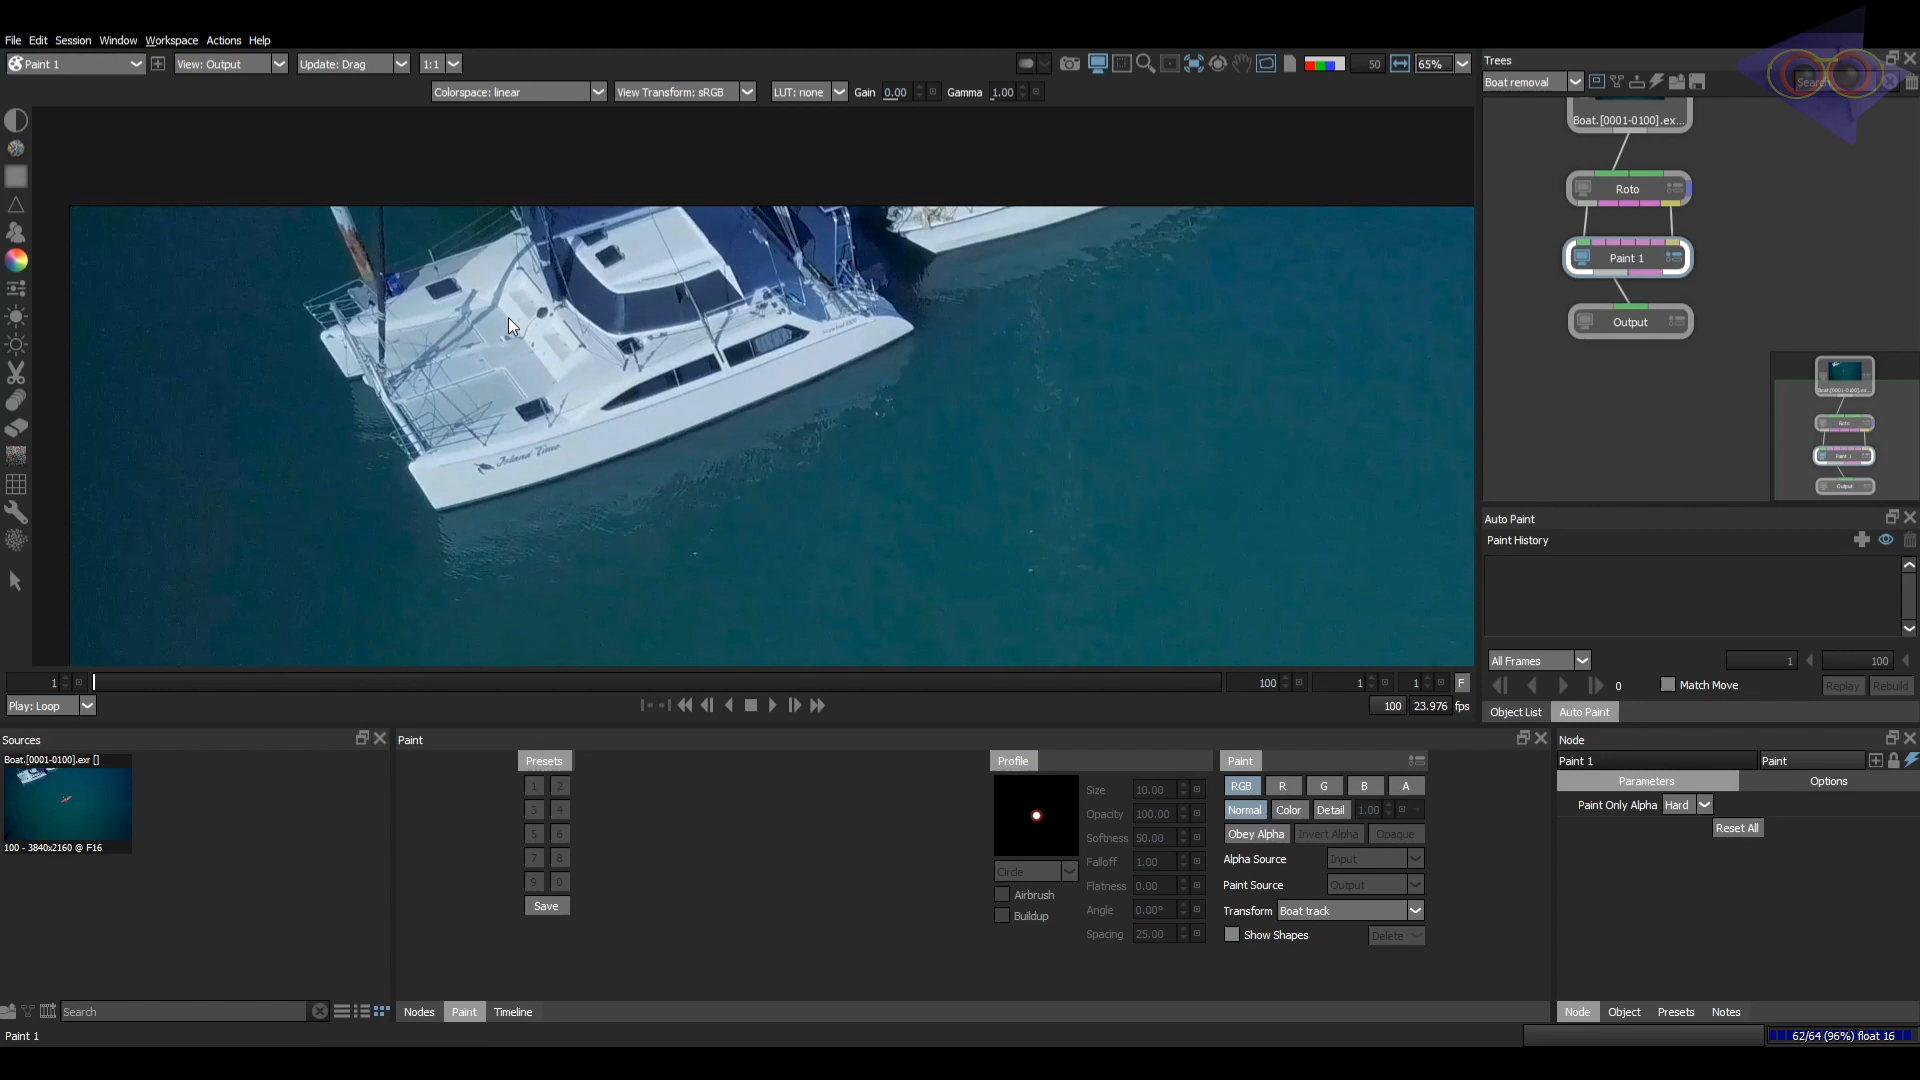 File Edit Session Window Workspace Actions Help
Paint 1 View: Output Update: Drag 1:1 50 65%
Colorspace: linear View Transform: sRGB LUT: none Gain 0.00 Gamma 1.00
Island Time
1 100 1 1 F
Play: Loop 100 23.976 fps
Trees
Boat removal Search
Boat.[0001-0100].ex...
Roto
Paint 1
Output
Roto
Paint 1
Output
Auto Paint
Paint History
All Frames 1 100
0 Match Move Replay Rebuild
Object List Auto Paint
Sources
Boat.[0001-0100].exr []
100 - 3840x2160 @ F16
Search
Paint 1
Paint
Presets
1 2
3 4
5 6
7 8
9 0
Save
Nodes Paint Timeline
Profile
Circle
Airbrush
Buildup
Size 10.00
Opacity 100.00
Softness 50.00
Falloff 1.00
Flatness 0.00
Angle 0.00°
Spacing 25.00
Paint
RGB R G B A
Normal Color Detail 1.00
Obey Alpha Invert Alpha Opaque
Alpha Source Input
Paint Source Output
Transform Boat track
Show Shapes Delete
Node
Paint 1 Paint
Parameters Options
Paint Only Alpha Hard
Reset All
Node Object Presets Notes
62/64 (96%) float 16